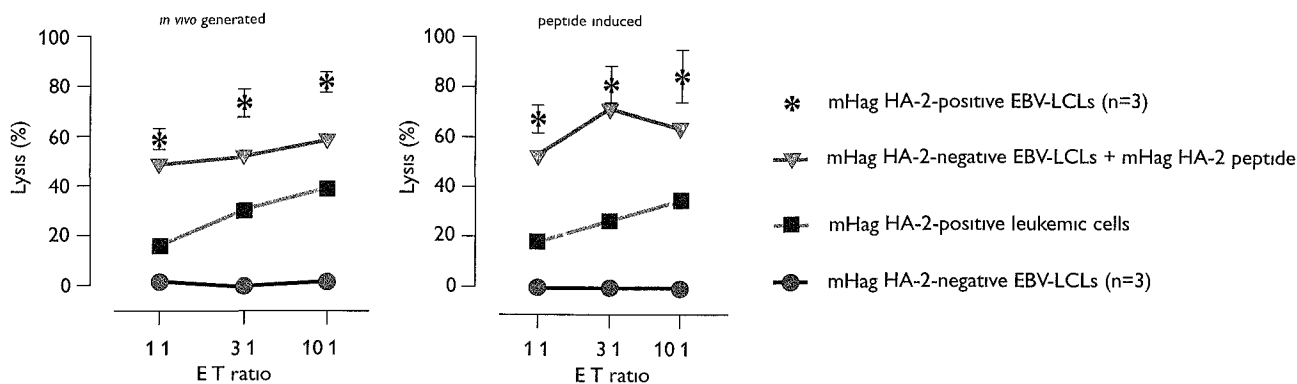 in vivo generated
100
80
60
40
20
0
Lysis (%)
1 1
3 1
10 1
E T ratio
peptide induced
100
80
60
40
20
0
Lysis (%)
1 1
3 1
10 1
E T ratio
mHag HA-2-positive EBV-LCLs (n=3)
mHag HA-2-negative EBV-LCLs + mHag HA-2 peptide
mHag HA-2-positive leukemic cells
mHag HA-2-negative EBV-LCLs (n=3)